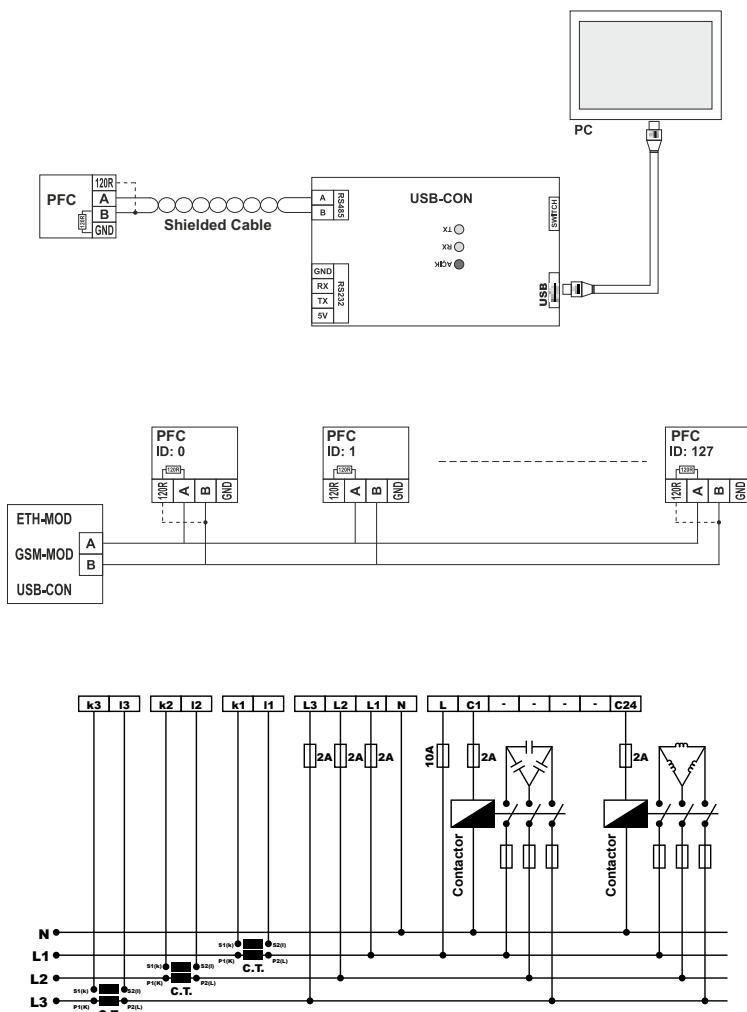 PC
120R
PFC
A
B
120R
GND
Shielded Cable
USB-CON
A
B
RS485
TX
RX
AÇIK
SWITCH
USB
GND
RX
TX
5V
RS232
PFC
ID: 0
120R
120R
A
B
GND
PFC
ID: 1
120R
120R
A
B
GND
PFC
ID: 127
120R
120R
A
B
GND
ETH-MOD
GSM-MOD
USB-CON
A
B
k3 l3 k2 l2 k1 l1 L3 L2 L1 N L C1 - - - - C24
2A 2A 2A 10A 2A 2A
Contactor
Contactor
N
L1
L2
L3
S1(k) S2(l)
P1(K) P2(L)
C.T.
S1(k) S2(l)
P1(K) P2(L)
C.T.
S1(k) S2(l)
P1(K) P2(L)
C.T.